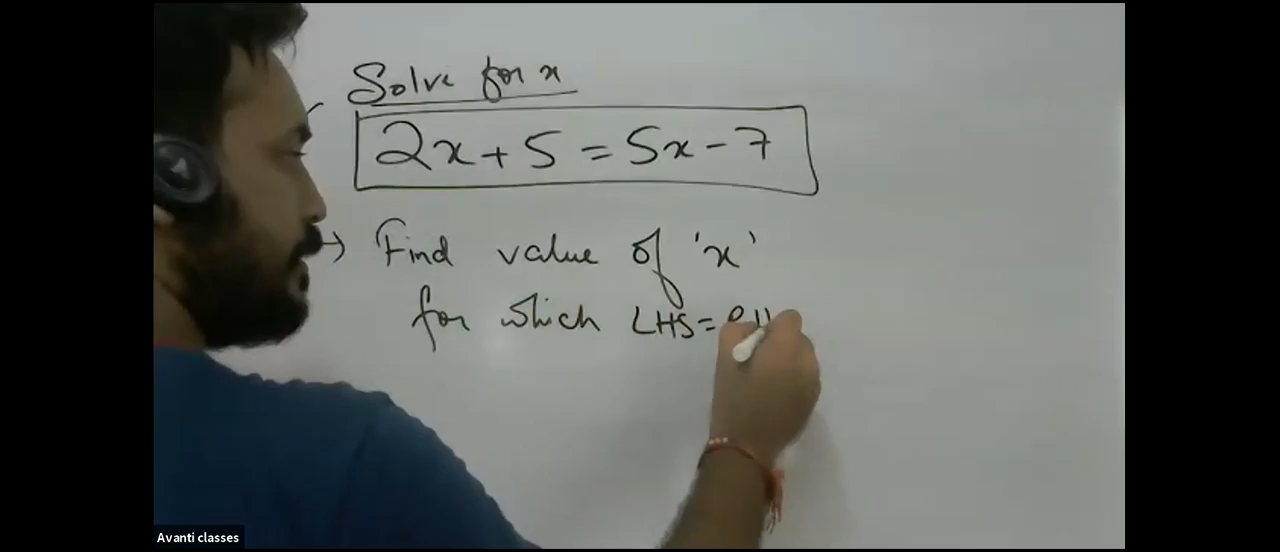 Solve for x
2x + 5 = 5x - 7
→ Find value of 'x'
for which LHS =
Avanti classes